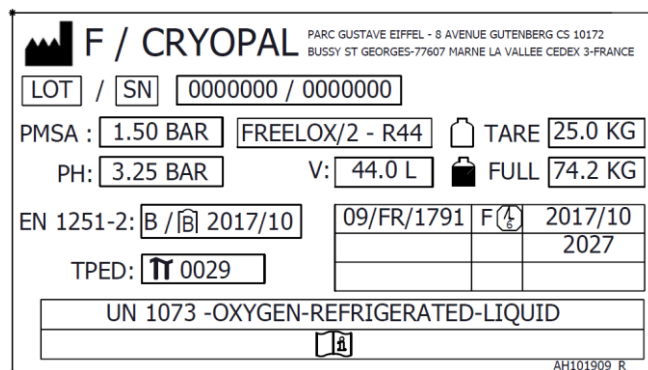 F / CRYOPAL PARC GUSTAVE EIFFEL - 8 AVENUE GUTENBERG CS 10172
BUSSY ST GEORGES-77607 MARNE LA VALLEE CEDEX 3-FRANCE
LOT / SN 0000000 / 0000000
PMSA : 1.50 BAR FREELOX/2 - R44 TARE 25.0 KG
PH: 3.25 BAR V: 44.0 L FULL 74.2 KG
EN 1251-2: B / B 2017/10 09/FR/1791 F 2017/10
2027
TPED: π 0029
UN 1073 -OXYGEN-REFRIGERATED-LIQUID
AH101909_R